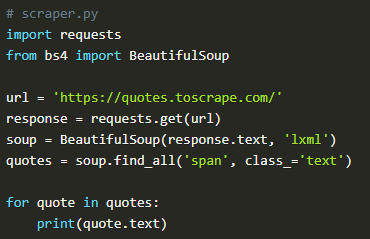 # scraper.py
import requests
from bs4 import BeautifulSoup
url = 'https://quotes.toscrape.com/'
response = requests.get(url)
soup = BeautifulSoup(response.text, 'lxml')
quotes = soup.find_all('span', class_='text')
for quote in quotes:
    print(quote.text)